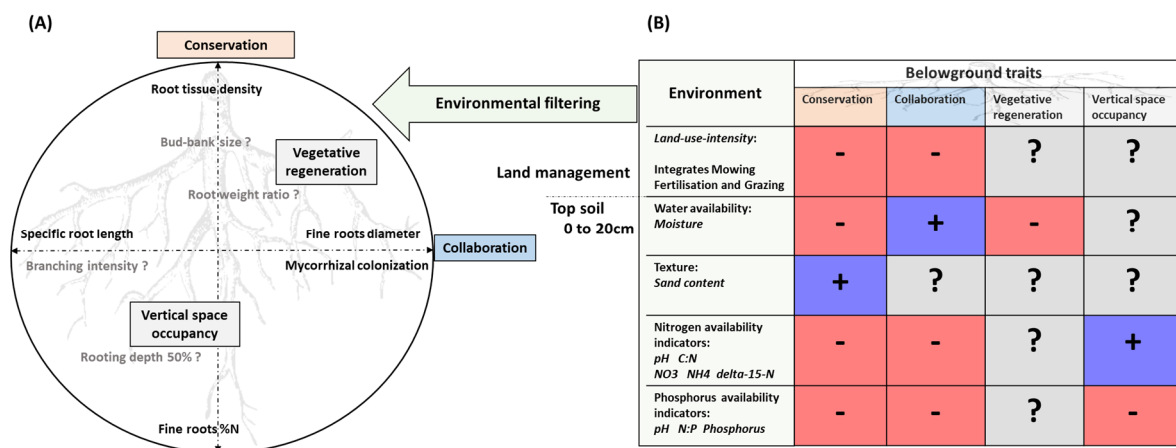 (A)
Conservation
Root tissue density
Bud-bank size ?
Vegetative
regeneration
Root weight ratio ?
Specific root length
Fine roots diameter
Collaboration
Branching intensity ?
Mycorrhizal colonization
Vertical space
occupancy
Rooting depth 50% ?
Fine roots %N
Environmental filtering
Land management
Top soil
0 to 20cm
(B)
Environment
Belowground traits
Conservation
Collaboration
Vegetative
regeneration
Vertical space
occupancy
Land-use-intensity:
Integrates Mowing
Fertilisation and Grazing
- - ? ?
Water availability:
Moisture
- + - ?
Texture:
Sand content
+ ? ? ?
Nitrogen availability
indicators:
pH C:N
NO3 NH4 delta-15-N
- - ? +
Phosphorus availability
indicators:
pH N:P Phosphorus
- - ? -